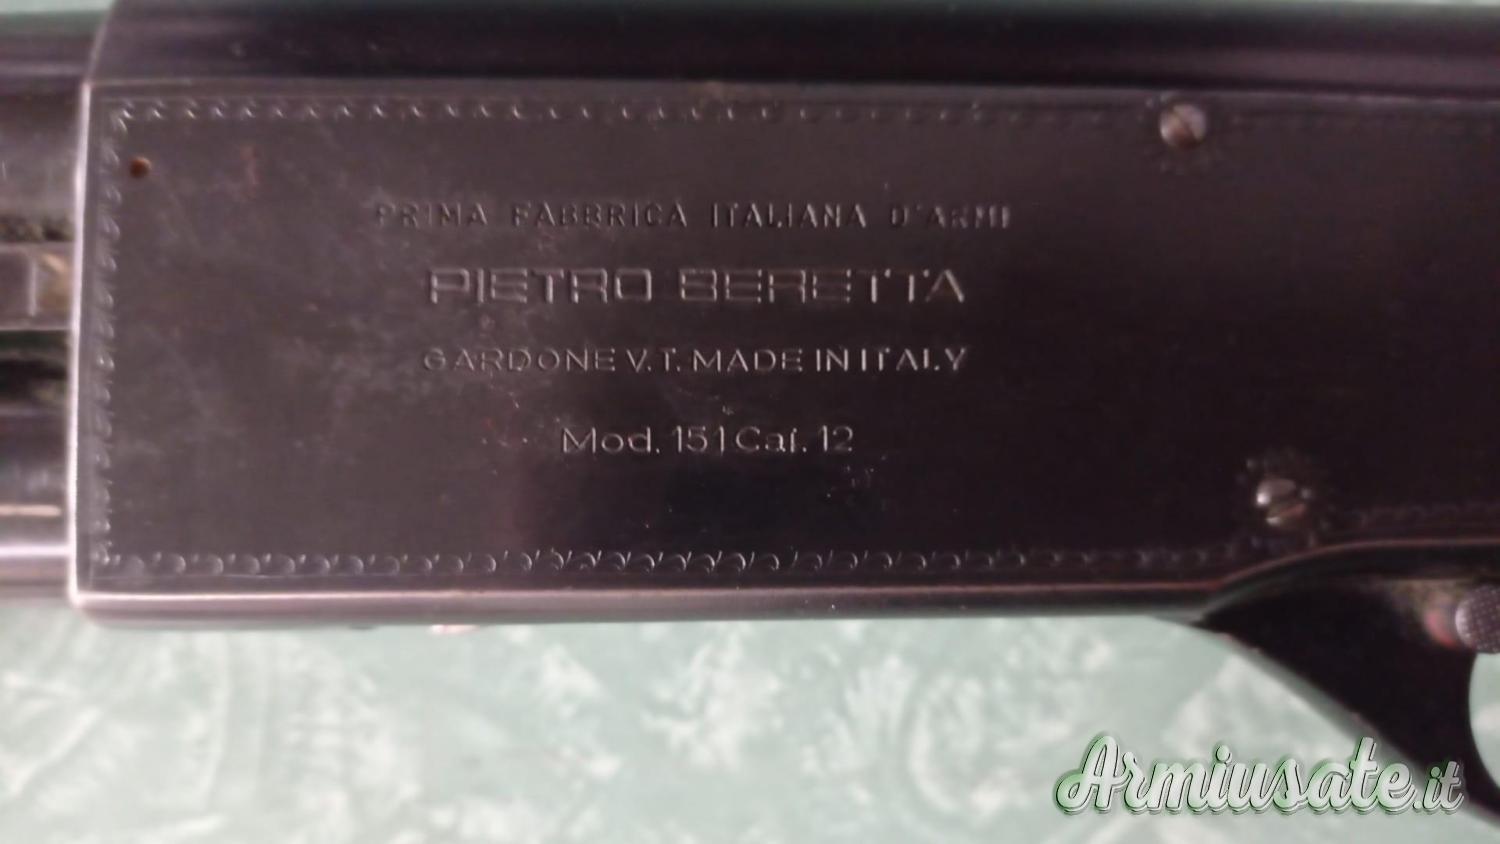 PRIMA FABBRICA ITALIANA D'ARMI
PIETRO BERETTA
GARDONE V.T. MADE IN ITALY
Mod. 151 Cal. 12
Armiusate.it